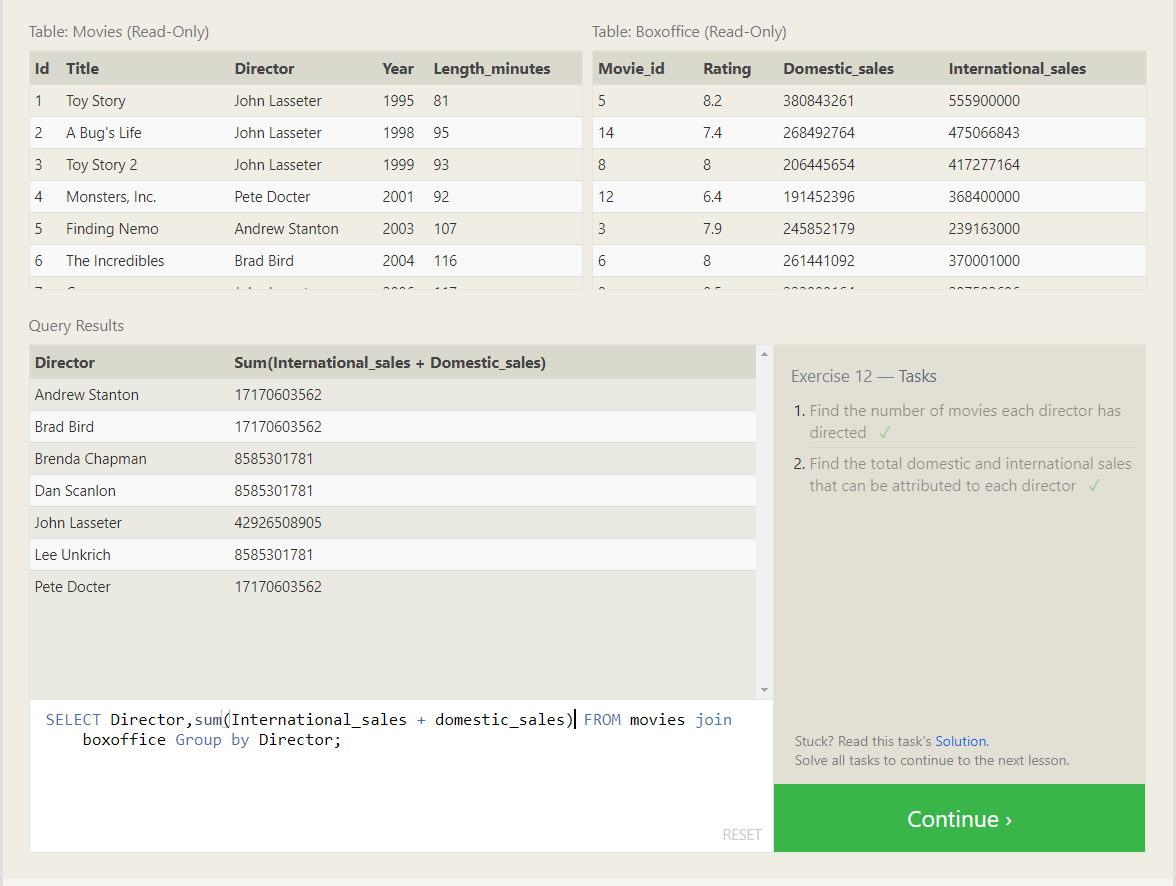 Table: Movies (Read-Only)
Id Title Director Year Length_minutes
1 Toy Story John Lasseter 1995 81
2 A Bug's Life John Lasseter 1998 95
3 Toy Story 2 John Lasseter 1999 93
4 Monsters, Inc. Pete Docter 2001 92
5 Finding Nemo Andrew Stanton 2003 107
6 The Incredibles Brad Bird 2004 116
Table: Boxoffice (Read-Only)
Movie_id Rating Domestic_sales International_sales
5 8.2 380843261 555900000
14 7.4 268492764 475066843
8 8 206445654 417277164
12 6.4 191452396 368400000
3 7.9 245852179 239163000
6 8 261441092 370001000
Query Results
Director Sum(International_sales + Domestic_sales)
Andrew Stanton 17170603562
Brad Bird 17170603562
Brenda Chapman 8585301781
Dan Scanlon 8585301781
John Lasseter 42926508905
Lee Unkrich 8585301781
Pete Docter 17170603562
SELECT Director,sum(International_sales + domestic_sales) FROM movies join
boxoffice Group by Director;
RESET
Exercise 12 — Tasks
1. Find the number of movies each director has
directed ✓
2. Find the total domestic and international sales
that can be attributed to each director ✓
Stuck? Read this task's Solution.
Solve all tasks to continue to the next lesson.
Continue ›